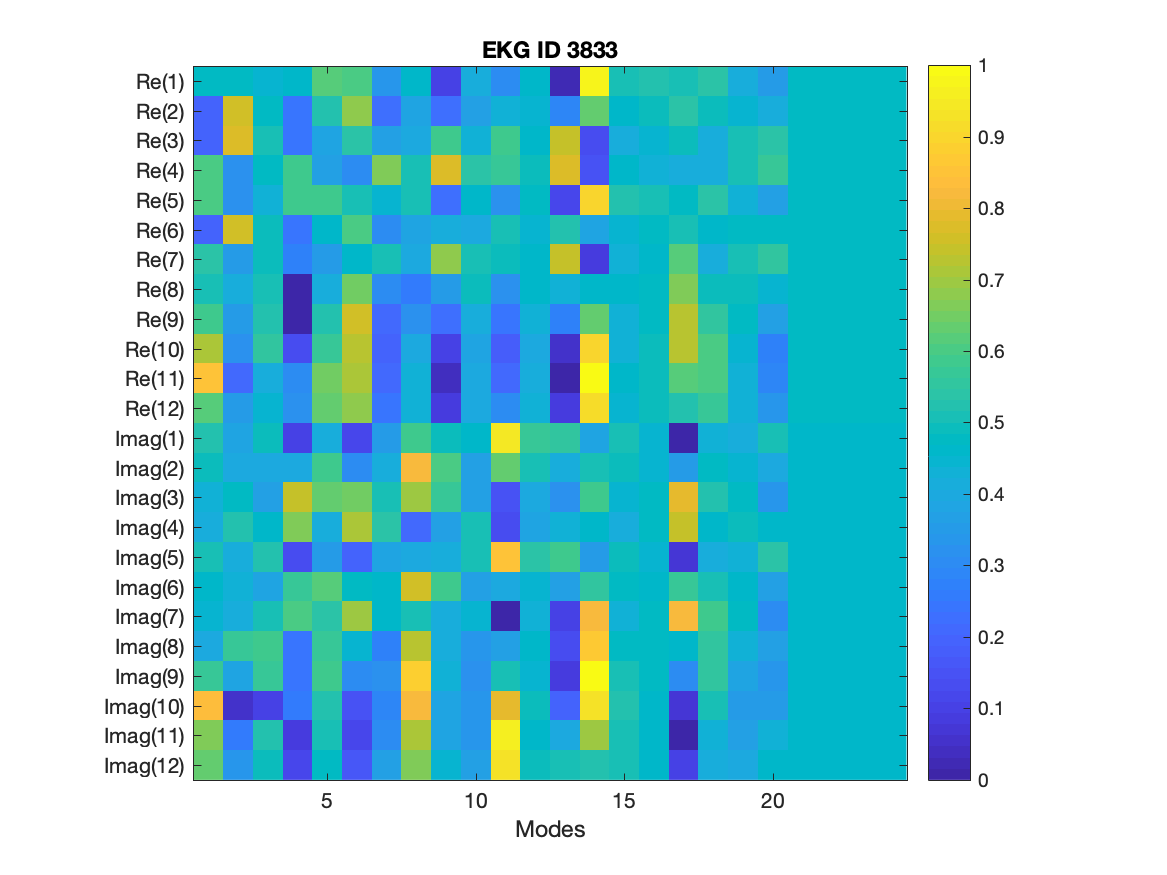 EKG ID 3833
Re(1)
Re(2)
Re(3)
Re(4)
Re(5)
Re(6)
Re(7)
Re(8)
Re(9)
Re(10)
Re(11)
Re(12)
Imag(1)
Imag(2)
Imag(3)
Imag(4)
Imag(5)
Imag(6)
Imag(7)
Imag(8)
Imag(9)
Imag(10)
Imag(11)
Imag(12)
5 10 15 20
Modes
1
0.9
0.8
0.7
0.6
0.5
0.4
0.3
0.2
0.1
0